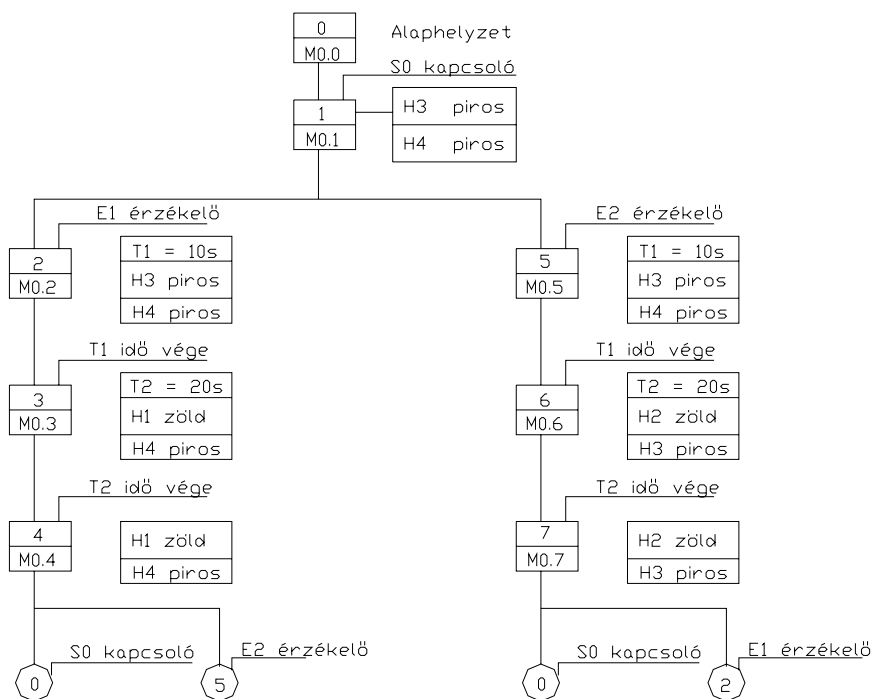 0
Alaphelyzet
M0.0
S0 kapcsoló
1
M0.1
H3 piros
H4 piros
E1 érzékelő
2
M0.2
T1 = 10s
H3 piros
H4 piros
T1 idő vége
3
M0.3
T2 = 20s
H1 zöld
H4 piros
T2 idő vége
4
M0.4
H1 zöld
H4 piros
S0 kapcsoló
0
E2 érzékelő
5
E2 érzékelő
5
M0.5
T1 = 10s
H3 piros
H4 piros
T1 idő vége
6
M0.6
T2 = 20s
H2 zöld
H3 piros
T2 idő vége
7
M0.7
H2 zöld
H3 piros
S0 kapcsoló
0
E1 érzékelő
2